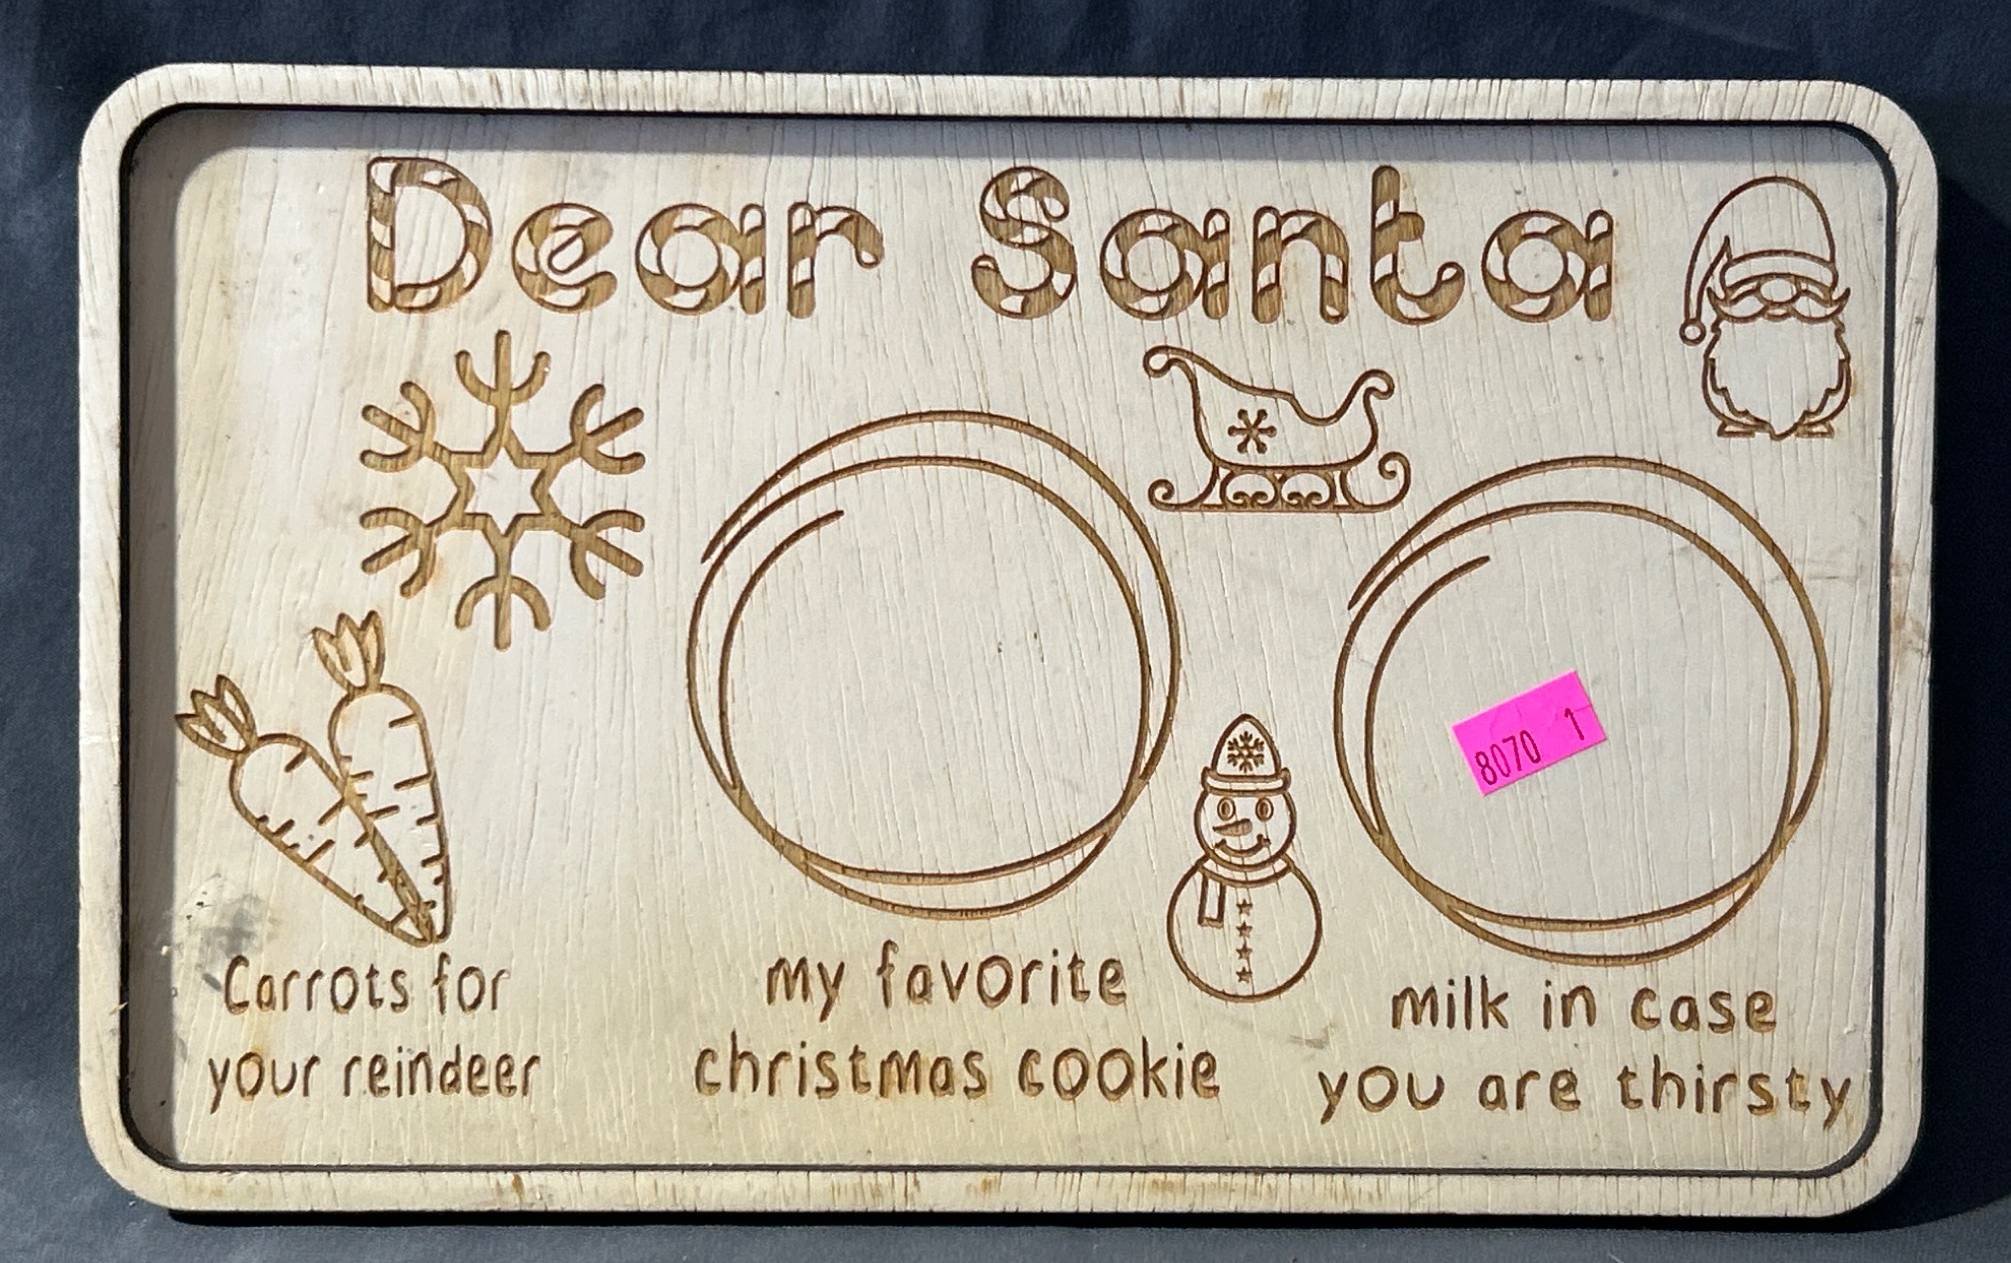 Dear Santa
8070 1
Carrots for
your reindeer
my favorite
christmas cookie
milk in case
you are thirsty